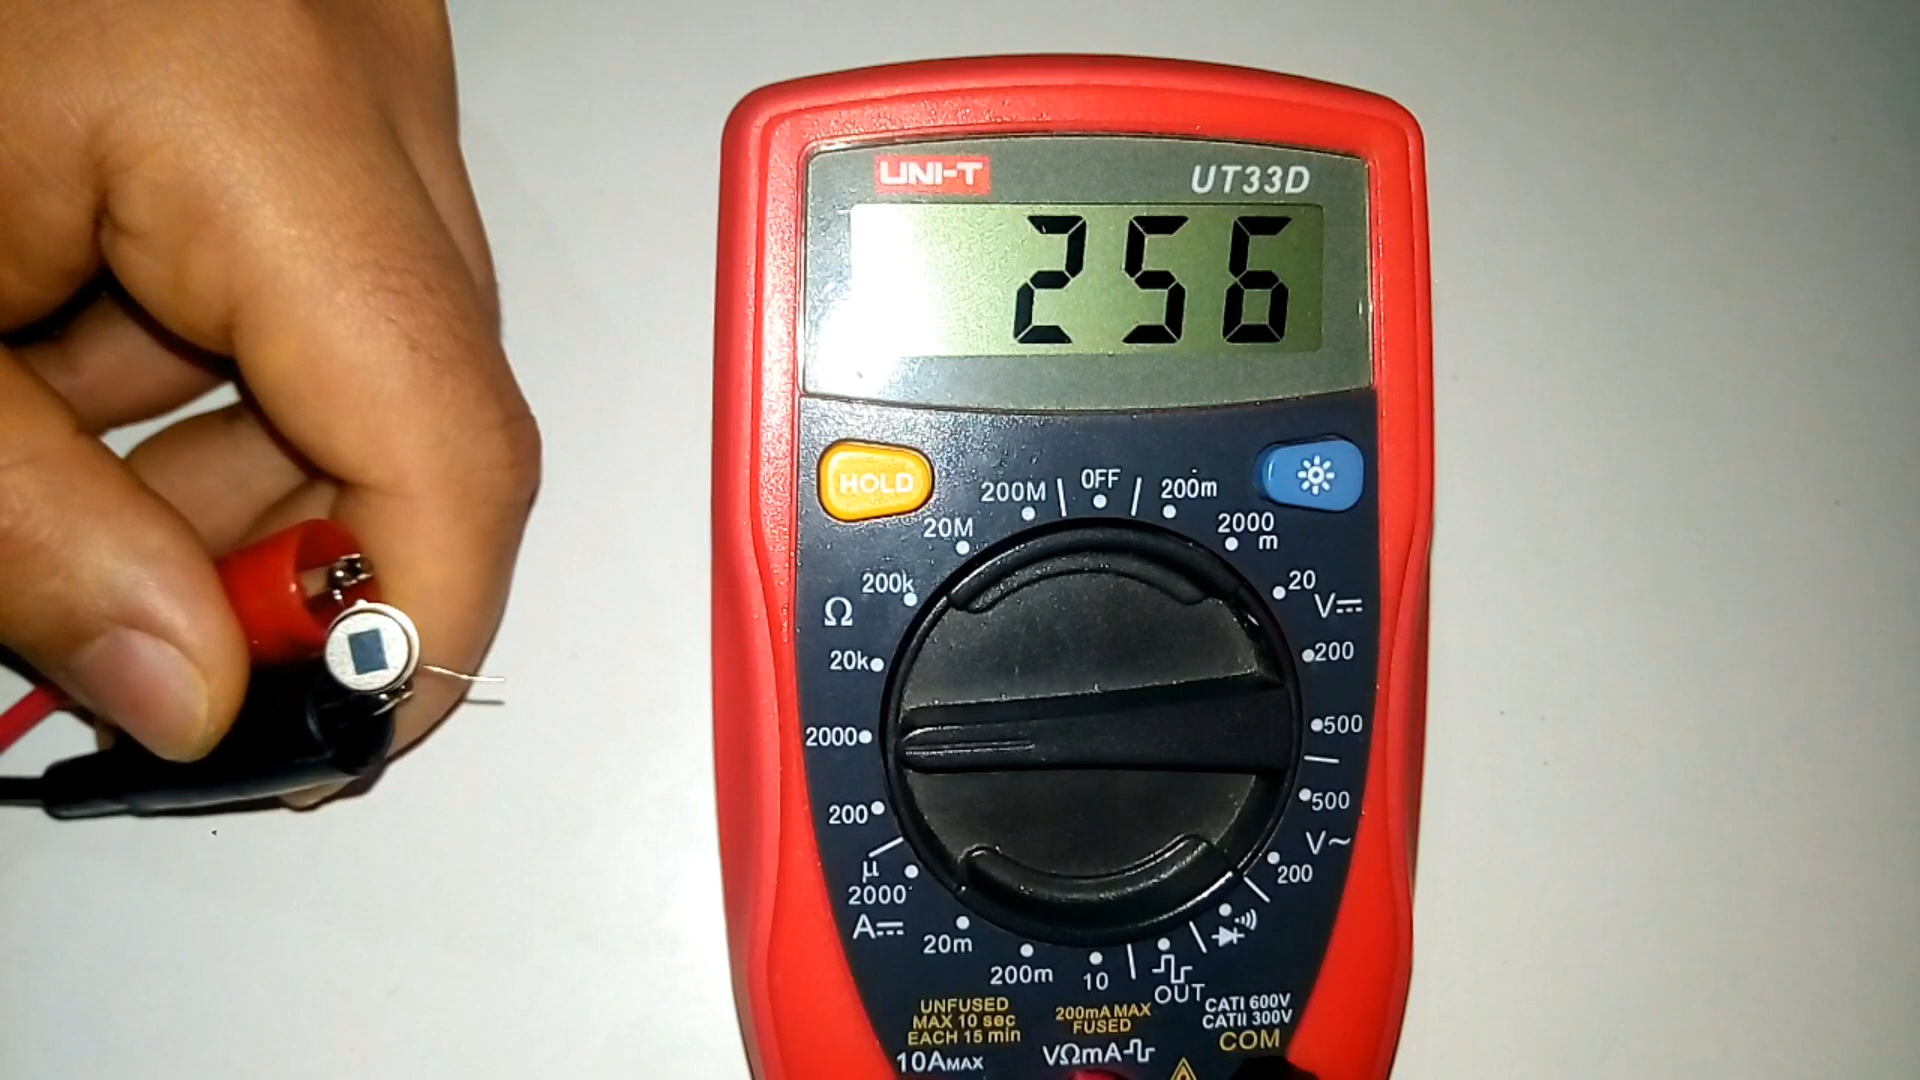 UNI-T
UT33D
256
HOLD
200M
OFF
200m
20M
2000
m
200k
20
Ω
V⎓
20k
200
2000
500
200
500
µ
V~
2000
200
A⎓
20m
200m
10
OUT
UNFUSED
MAX 10 sec
EACH 15 min
200mA MAX
FUSED
CATI 600V
CATII 300V
COM
10AMAX
VΩmA